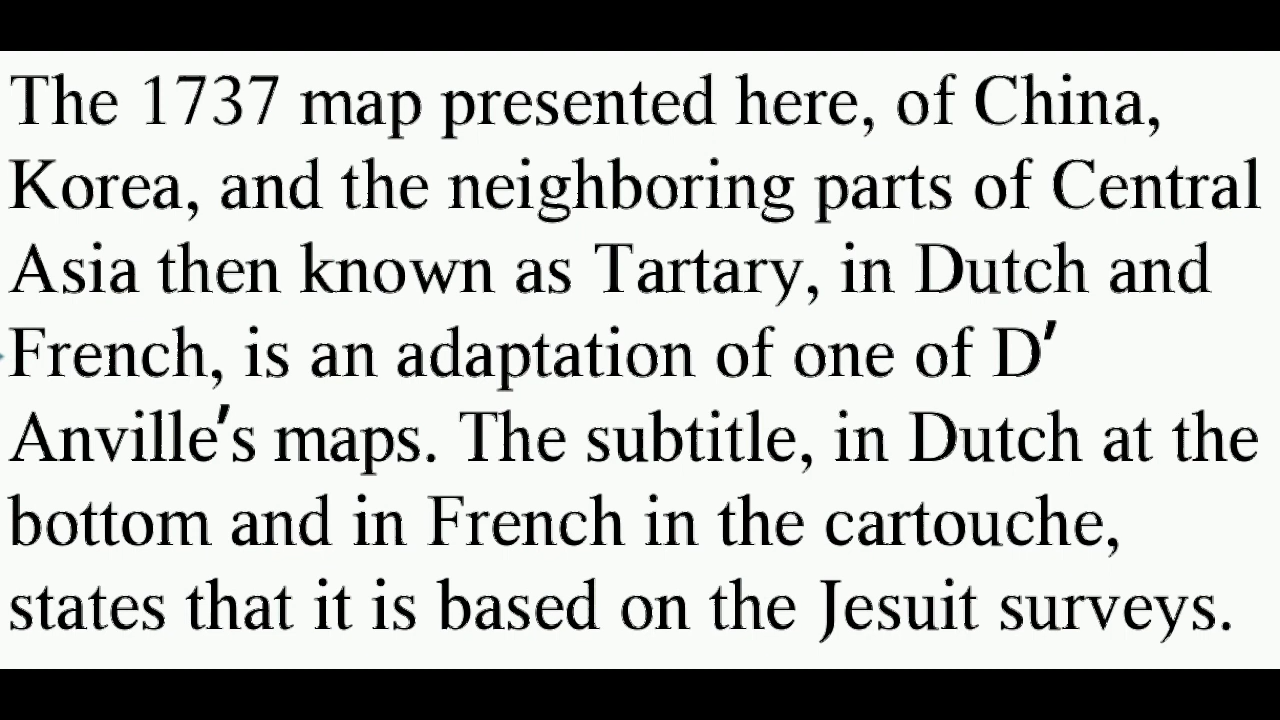 The 1737 map presented here, of China,
Korea, and the neighboring parts of Central
Asia then known as Tartary, in Dutch and
French, is an adaptation of one of D′
Anville′s maps. The subtitle, in Dutch at the
bottom and in French in the cartouche,
states that it is based on the Jesuit surveys.